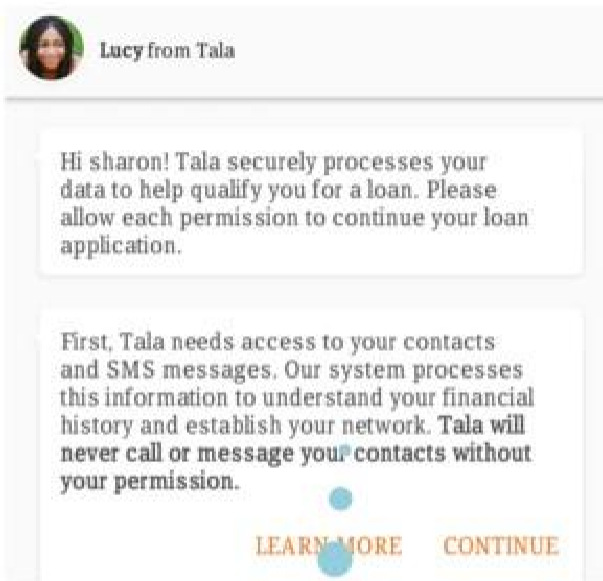 Lucy from Tala
Hi sharon! Tala securely processes your
data to help qualify you for a loan. Please
allow each permission to continue your loan
application.
First, Tala needs access to your contacts
and SMS messages. Our system processes
this information to understand your financial
history and establish your network. Tala will
never call or message your contacts without
your permission.
LEARN MORE CONTINUE